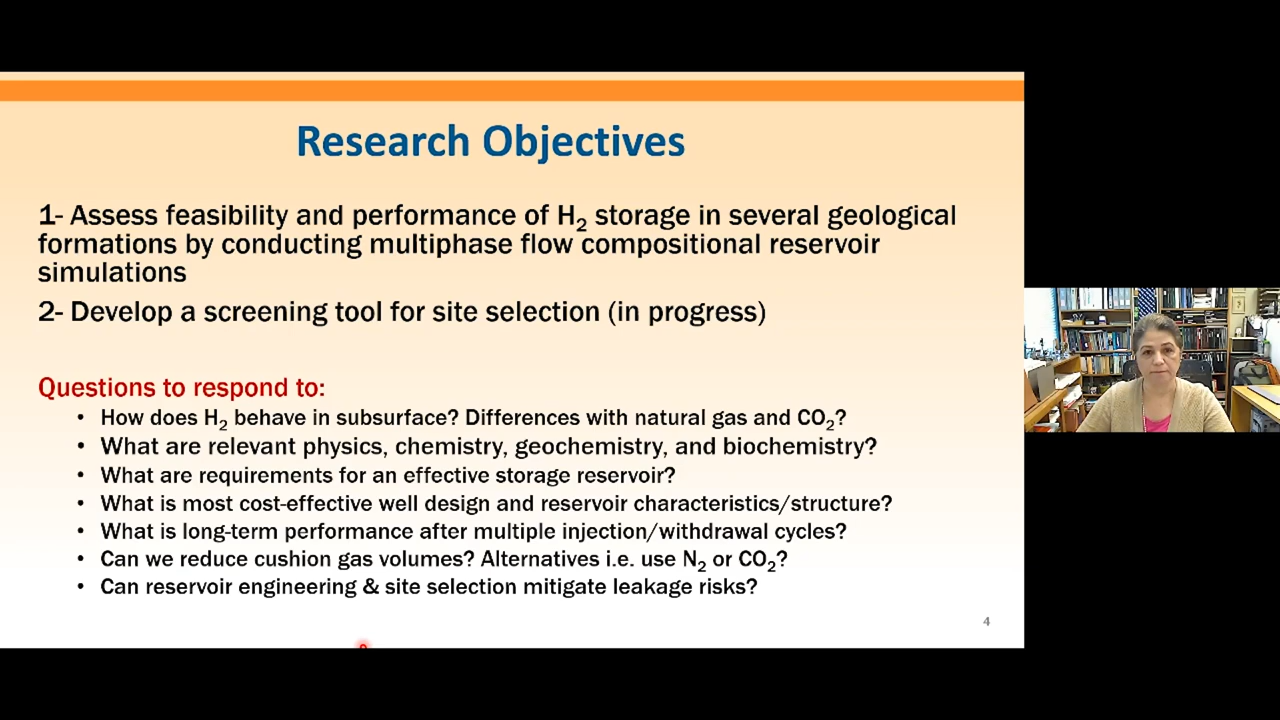 Research Objectives
1- Assess feasibility and performance of H₂ storage in several geological
formations by conducting multiphase flow compositional reservoir
simulations
2- Develop a screening tool for site selection (in progress)
Questions to respond to:
• How does H₂ behave in subsurface? Differences with natural gas and CO₂?
• What are relevant physics, chemistry, geochemistry, and biochemistry?
• What are requirements for an effective storage reservoir?
• What is most cost-effective well design and reservoir characteristics/structure?
• What is long-term performance after multiple injection/withdrawal cycles?
• Can we reduce cushion gas volumes? Alternatives i.e. use N₂ or CO₂?
• Can reservoir engineering & site selection mitigate leakage risks?
4